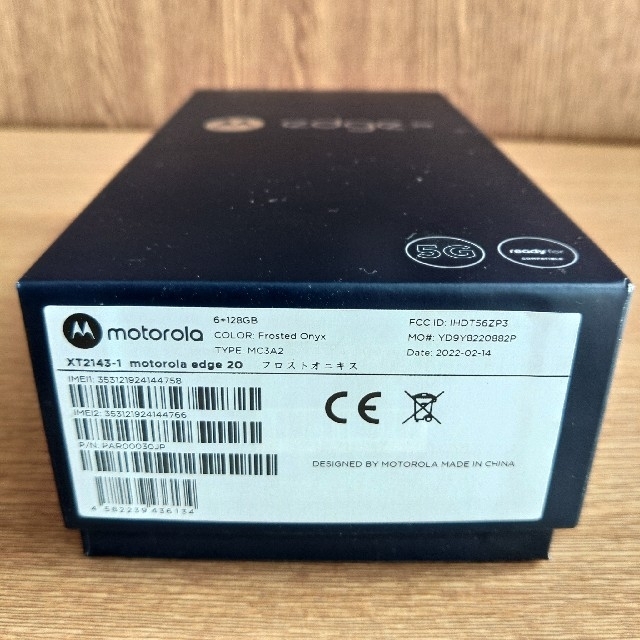 edge 20
5G
ready for
COMPATIBLE
motorola
6+128GB
COLOR: Frosted Onyx
TYPE MC3A2
FCC ID: IHDT56ZP3
MO#: YD9YB220882P
Date: 2022-02-14
XT2143-1 motorola edge 20 フロストオニキス
IMEI1: 353121924144758
IMEI2: 353121924144766
P/N: PAR00030JP
4 582239 436134
CE
DESIGNED BY MOTOROLA MADE IN CHINA